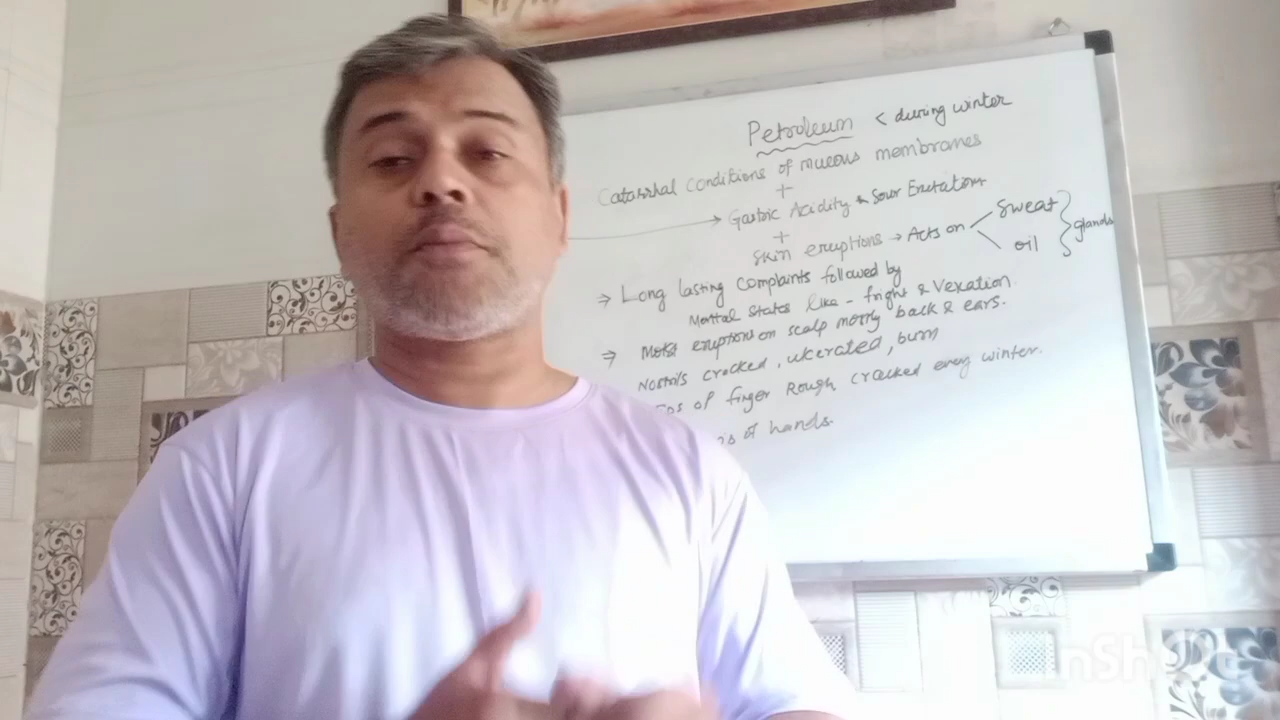 Petroleum < during winter
Catarrhal conditions of mucous membranes
+
→ Gastric Acidity & Sour Eructations
+
Skin eruptions → Acts on Sweat oil } glands
⇒ Long lasting complaints followed by
Mental States like - fright & Vexation.
⇒ Moist eruptions on scalp mostly back & ears.
Nostrils cracked, ulcerated, burn
of finger Rough cracked every winter.
of hands.
InShot